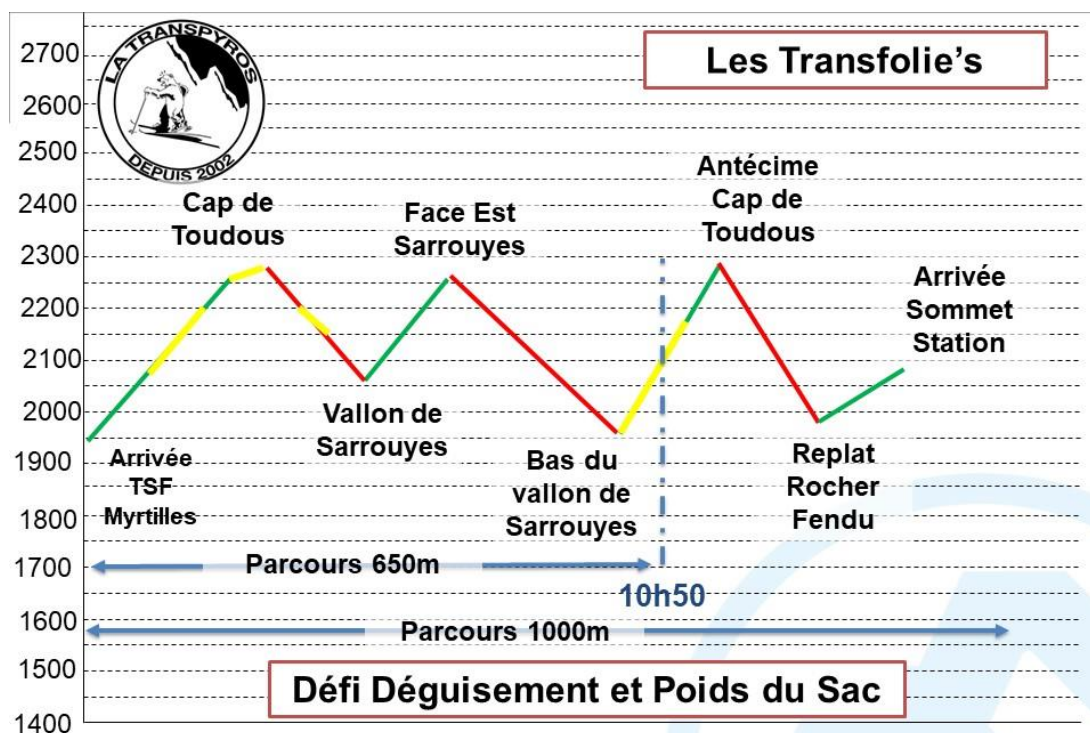 LA TRANSPYROS
DEPUIS 2002
Les Transfolie's
2700
2600
2500
2400
2300
2200
2100
2000
1900
1800
1700
1600
1500
1400
Cap de
Toudous
Face Est
Sarrouyes
Antécime
Cap de
Toudous
Arrivée
Sommet
Station
Arrivée
TSF
Myrtilles
Vallon de
Sarrouyes
Bas du
vallon de
Sarrouyes
Replat
Rocher
Fendu
Parcours 650m
10h50
Parcours 1000m
Défi Déguisement et Poids du Sac